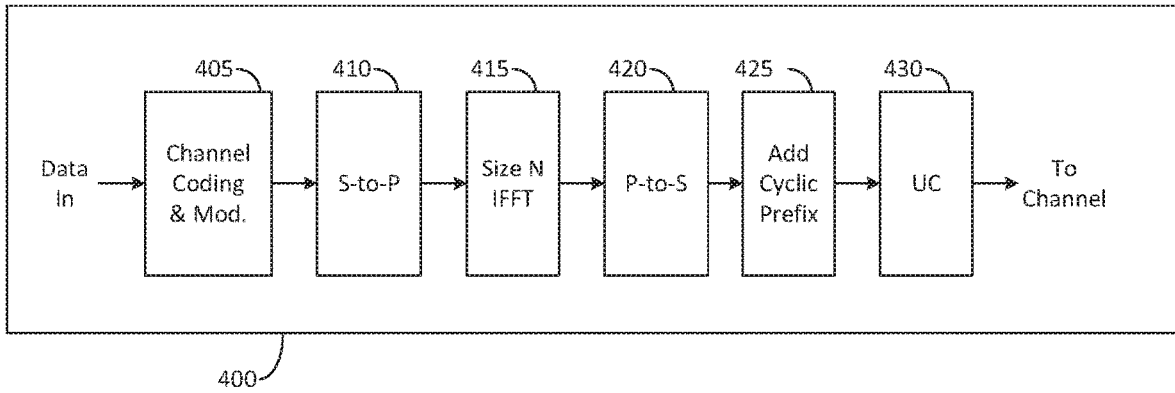 405
410
415
420
425
430
Data
In
Channel
Coding
& Mod.
S-to-P
Size N
IFFT
P-to-S
Add
Cyclic
Prefix
UC
To
Channel
400